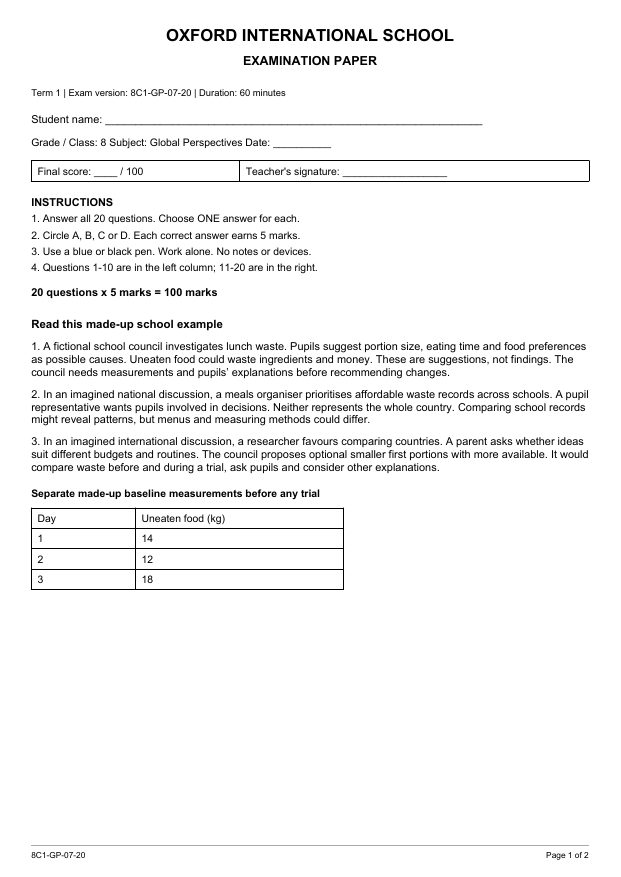 OXFORD INTERNATIONAL SCHOOL
EXAMINATION PAPER
Term 1 | Exam version: 8C1-GP-07-20 | Duration: 60 minutes
Student name: _______________________________________________________________
Grade / Class: 8 Subject: Global Perspectives Date: __________
Final score: ____ / 100 Teacher's signature: __________________
INSTRUCTIONS
1. Answer all 20 questions. Choose ONE answer for each.
2. Circle A, B, C or D. Each correct answer earns 5 marks.
3. Use a blue or black pen. Work alone. No notes or devices.
4. Questions 1-10 are in the left column; 11-20 are in the right.
20 questions x 5 marks = 100 marks
Read this made-up school example
1. A fictional school council investigates lunch waste. Pupils suggest portion size, eating time and food preferences
as possible causes. Uneaten food could waste ingredients and money. These are suggestions, not findings. The
council needs measurements and pupils' explanations before recommending changes.
2. In an imagined national discussion, a meals organiser prioritises affordable waste records across schools. A pupil
representative wants pupils involved in decisions. Neither represents the whole country. Comparing school records
might reveal patterns, but menus and measuring methods could differ.
3. In an imagined international discussion, a researcher favours comparing countries. A parent asks whether ideas
suit different budgets and routines. The council proposes optional smaller first portions with more available. It would
compare waste before and during a trial, ask pupils and consider other explanations.
Separate made-up baseline measurements before any trial
Day Uneaten food (kg)
1 14
2 12
3 18
8C1-GP-07-20 Page 1 of 2